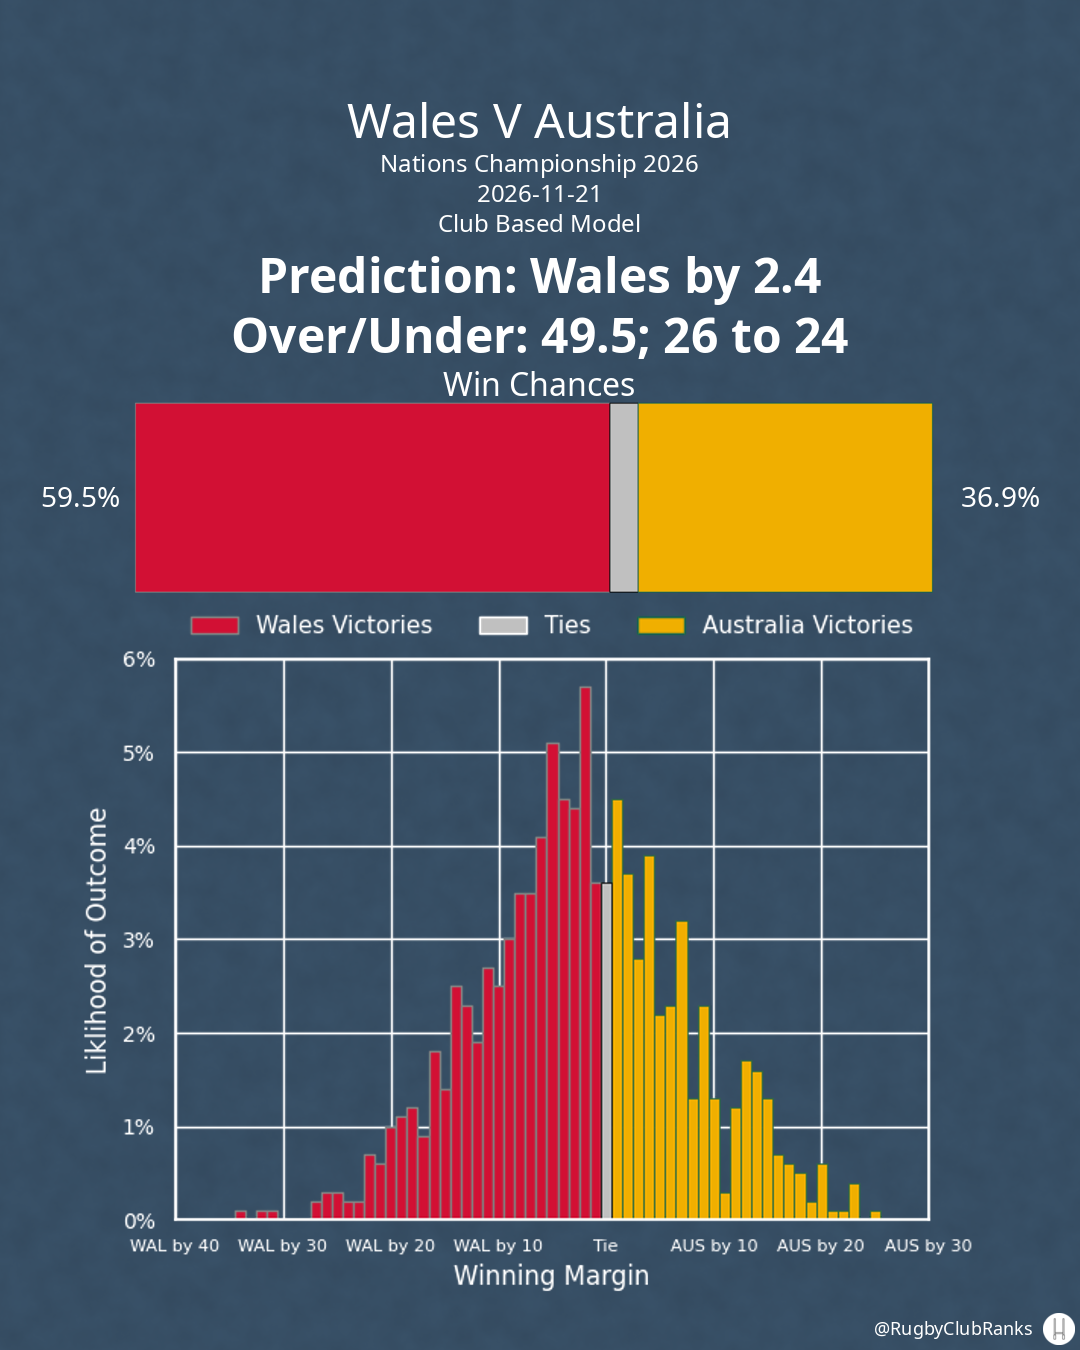 Wales V Australia
Nations Championship 2026
2026-11-21
Club Based Model
Prediction: Wales by 2.4
Over/Under: 49.5; 26 to 24
Win Chances
59.5%
36.9%
Wales Victories
Ties
Australia Victories
6%
5%
4%
3%
2%
1%
0%
Liklihood of Outcome
WAL by 40
WAL by 30
WAL by 20
WAL by 10
Tie
AUS by 10
AUS by 20
AUS by 30
Winning Margin
@RugbyClubRanks